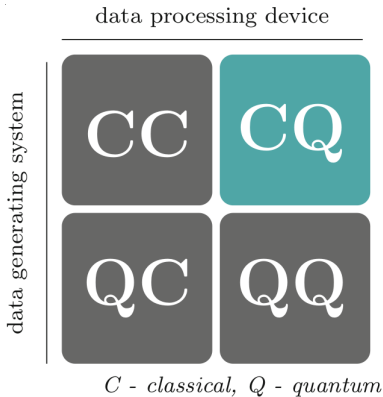 data processing device
data generating system
CC
CQ
QC
QQ
C - classical, Q - quantum